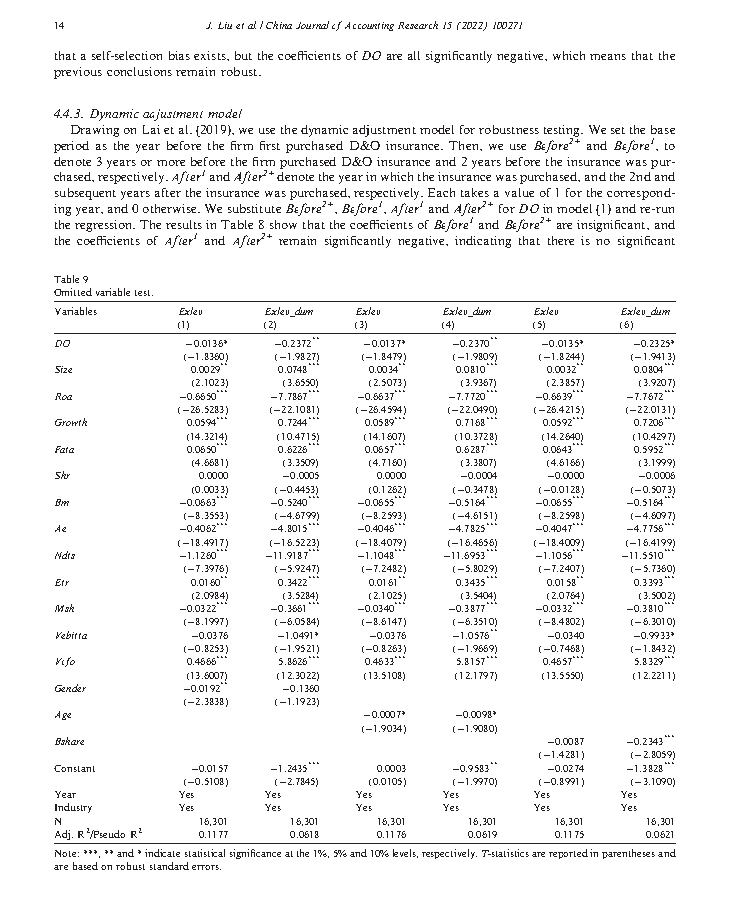 14 J. Liu et al. / China Journal of Accounting Research 15 (2022) 100271
that a self-selection bias exists, but the coefficients of DO are all significantly negative, which means that the
previous conclusions remain robust.
4.4.3. Dynamic adjustment model
Drawing on Lai et al. (2019), we use the dynamic adjustment model for robustness testing. We set the base
period as the year before the firm first purchased D&O insurance. Then, we use Before2+ and Before1, to
denote 3 years or more before the firm purchased D&O insurance and 2 years before the insurance was pur-
chased, respectively. After1 and After2+ denote the year in which the insurance was purchased, and the 2nd and
subsequent years after the insurance was purchased, respectively. Each takes a value of 1 for the correspond-
ing year, and 0 otherwise. We substitute Before2+, Before1, After1 and After2+ for DO in model (1) and re-run
the regression. The results in Table 8 show that the coefficients of Before1 and Before2+ are insignificant, and
the coefficients of After1 and After2+ remain significantly negative, indicating that there is no significant
Table 9
Omitted variable test.
Variables Exlev Exlev_dum Exlev Exlev_dum Exlev Exlev_dum
(1) (2) (3) (4) (5) (6)
DO −0.0136* −0.2372** −0.0137* −0.2370** −0.0135* −0.2325*
(−1.8360) (−1.9827) (−1.8479) (−1.9809) (−1.8244) (−1.9413)
Size 0.0029** 0.0748*** 0.0034** 0.0810*** 0.0032** 0.0804***
(2.1023) (3.6550) (2.5073) (3.9367) (2.3857) (3.9207)
Roa −0.6650*** −7.7867*** −0.6637*** −7.7720*** −0.6639*** −7.7672***
(−26.5283) (−22.1081) (−26.4594) (−22.0490) (−26.4215) (−22.0131)
Growth 0.0594*** 0.7244*** 0.0589*** 0.7168*** 0.0592*** 0.7206***
(14.3214) (10.4715) (14.1607) (10.3728) (14.2640) (10.4297)
Fata 0.0650*** 0.6226*** 0.0657*** 0.6287*** 0.0643*** 0.5952***
(4.6681) (3.3509) (4.7160) (3.3807) (4.6166) (3.1999)
Shr 0.0000 −0.0005 0.0000 −0.0004 −0.0000 −0.0006
(0.0033) (−0.4453) (0.1262) (−0.3478) (−0.0128) (−0.5073)
Bm −0.0663*** −0.5240*** −0.0655*** −0.5164*** −0.0655*** −0.5164***
(−8.3553) (−4.6799) (−8.2593) (−4.6151) (−8.2598) (−4.6097)
Ae −0.4062*** −4.8015*** −0.4046*** −4.7825*** −0.4047*** −4.7756***
(−18.4917) (−16.5223) (−18.4079) (−16.4656) (−18.4009) (−16.4199)
Ndts −1.1260*** −11.9187*** −1.1048*** −11.6953*** −1.1056*** −11.5510***
(−7.3976) (−5.9247) (−7.2482) (−5.8029) (−7.2407) (−5.7360)
Etr 0.0160** 0.3422*** 0.0161** 0.3435*** 0.0158** 0.3393***
(2.0984) (3.5284) (2.1025) (3.5404) (2.0764) (3.5002)
Msh −0.0322*** −0.3661*** −0.0340*** −0.3877*** −0.0332*** −0.3810***
(−8.1997) (−6.0584) (−8.6147) (−6.3510) (−8.4802) (−6.3010)
Vebitta −0.0376 −1.0491* −0.0376 −1.0576** −0.0340 −0.9933*
(−0.8253) (−1.9521) (−0.8263) (−1.9669) (−0.7468) (−1.8432)
Vcfo 0.4666*** 5.8626*** 0.4633*** 5.8157*** 0.4657*** 5.8329***
(13.6007) (12.3022) (13.5108) (12.1797) (13.5550) (12.2211)
Gender −0.0192** −0.1360
(−2.3838) (−1.1923)
Age −0.0007* −0.0098*
(−1.9034) (−1.9080)
Bshare −0.0087 −0.2343***
(−1.4281) (−2.8059)
Constant −0.0157 −1.2435*** 0.0003 −0.9583** −0.0274 −1.3828***
(−0.5108) (−2.7845) (0.0105) (−1.9970) (−0.8991) (−3.1090)
Year Yes Yes Yes Yes Yes Yes
Industry Yes Yes Yes Yes Yes Yes
N 16,301 16,301 16,301 16,301 16,301 16,301
Adj. R2/Pseudo R2 0.1177 0.0618 0.1176 0.0619 0.1175 0.0621
Note: ***, ** and * indicate statistical significance at the 1%, 5% and 10% levels, respectively. T-statistics are reported in parentheses and
are based on robust standard errors.